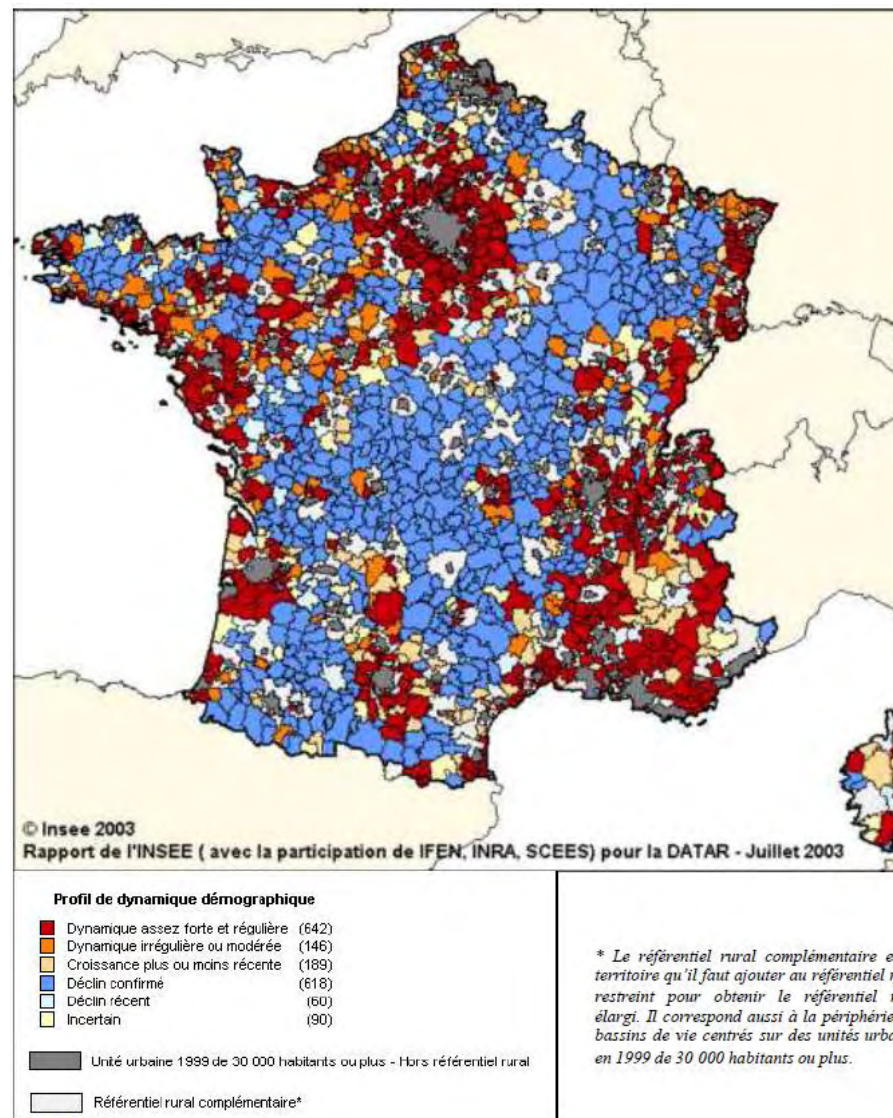 © Insee 2003
Rapport de l'INSEE ( avec la participation de IFEN, INRA, SCEES) pour la DATAR - Juillet 2003
Profil de dynamique démographique
Dynamique assez forte et régulière (642)
Dynamique irrégulière ou modérée (146)
Croissance plus ou moins récente (189)
Déclin confirmé (618)
Déclin récent (60)
Incertain (90)
Unité urbaine 1999 de 30 000 habitants ou plus - Hors référentiel rural
Référentiel rural complémentaire*
* Le référentiel rural complémentaire e
territoire qu'il faut ajouter au référentiel r
restreint pour obtenir le référentiel r
élargi. Il correspond aussi à la périphérie
bassins de vie centrés sur des unités urba
en 1999 de 30 000 habitants ou plus.